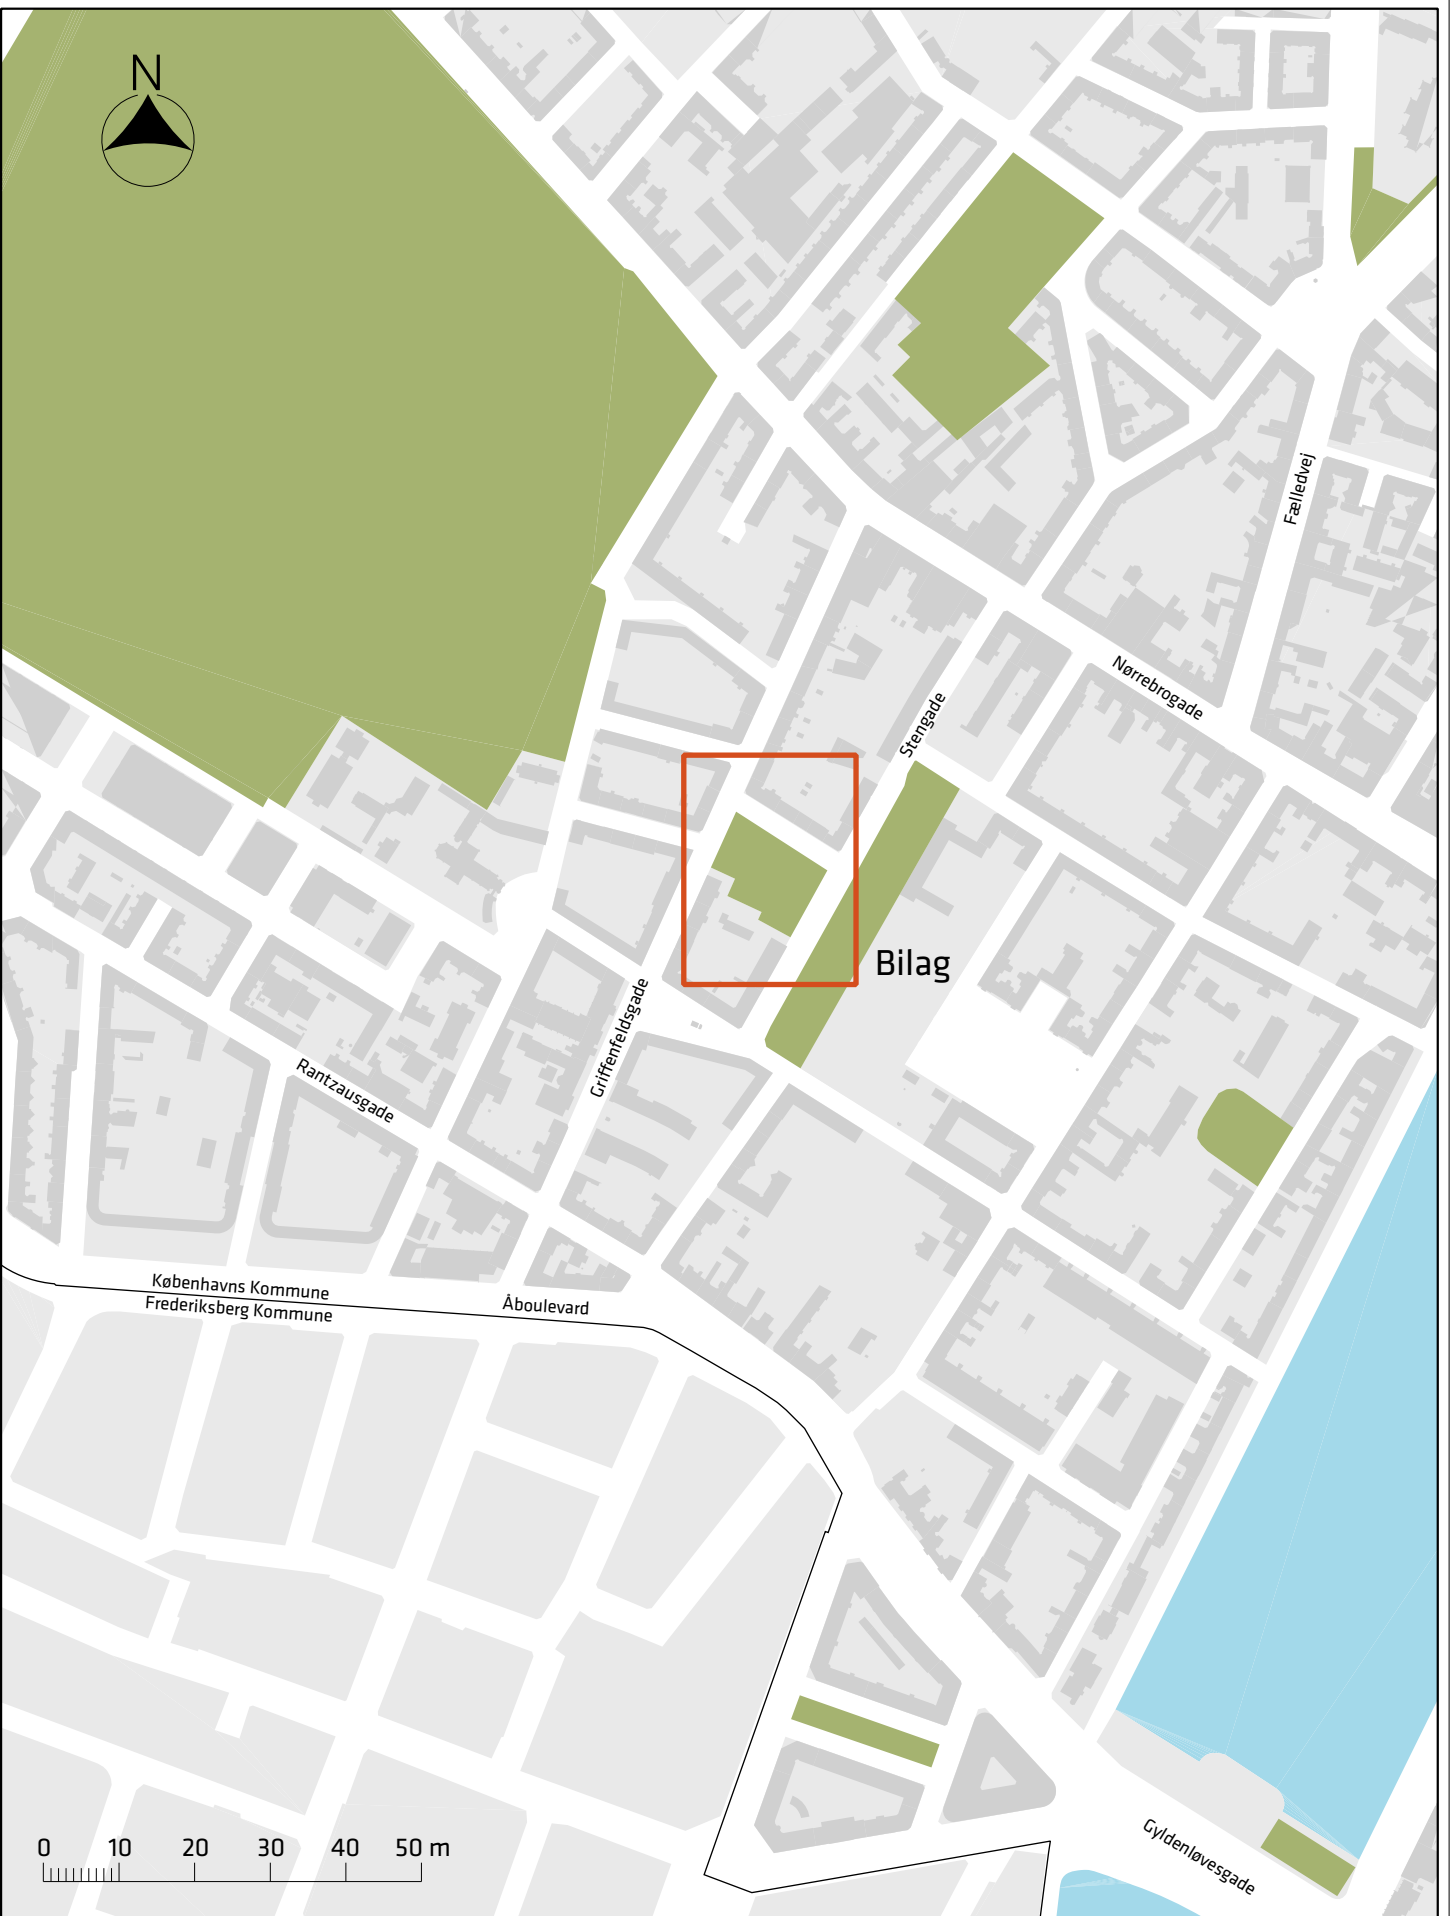 N
Fælledvej
Nørrebrogade
Stengade
Bilag
Griffenfeldsgade
Rantzausgade
Københavns Kommune
Frederiksberg Kommune
Åboulevard
Gyldenløvesgade
0 10 20 30 40 50 m